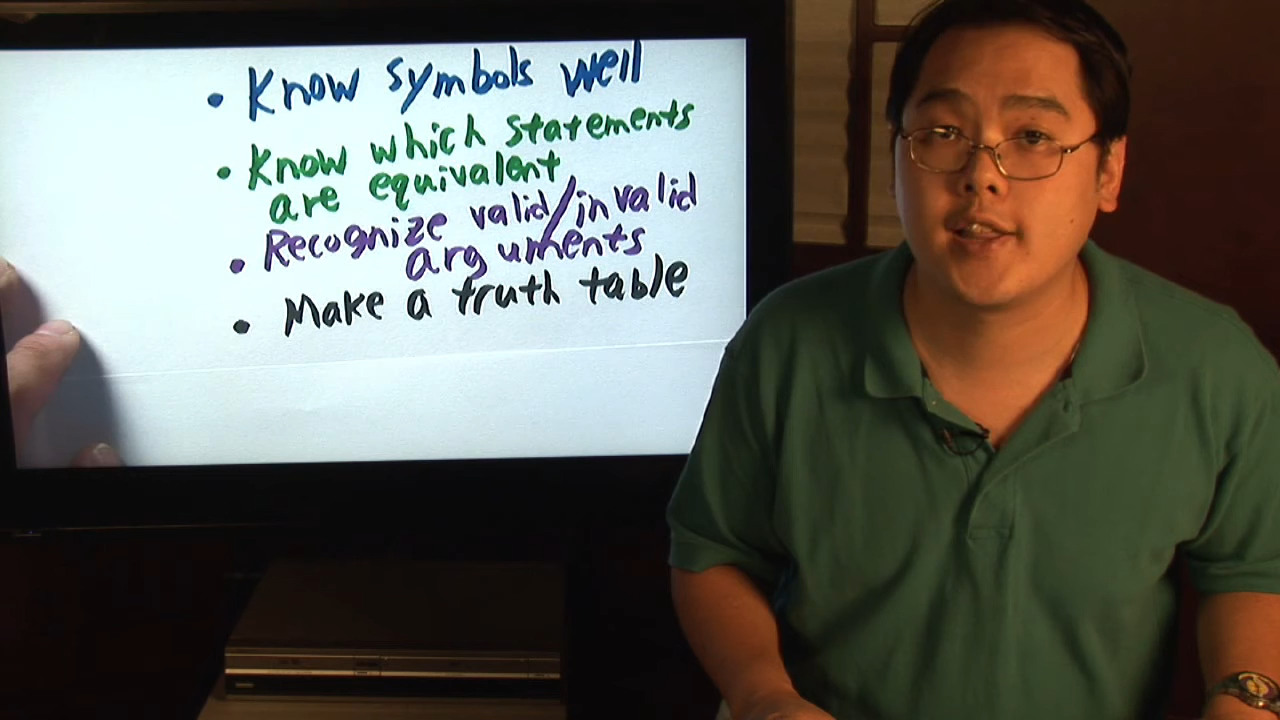 • Know symbols well
• Know which statements
are equivalent
• Recognize valid/invalid
arguments
• Make a truth table